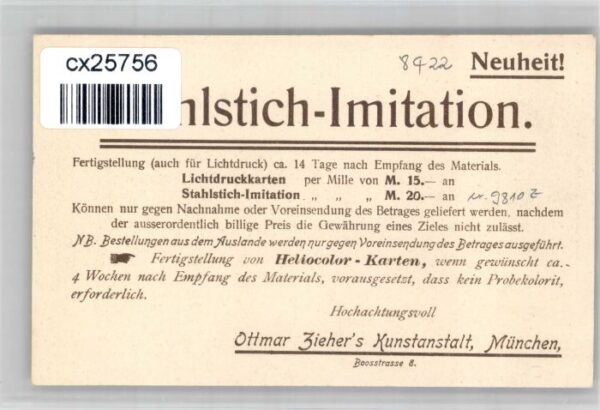 cx25756
8922 Neuheit!
hlstich-Imitation.
Fertigstellung (auch für Lichtdruck) ca. 14 Tage nach Empfang des Materials.
Lichtdruckkarten per Mille von M. 15.— an
Stahlstich-Imitation „ „ „ M. 20.— an nr. 9810 Z
Können nur gegen Nachnahme oder Voreinsendung des Betrages geliefert werden, nachdem
der ausserordentlich billige Preis die Gewährung eines Zieles nicht zulässt.
NB. Bestellungen aus dem Auslande werden nur gegen Voreinsendung des Betrages ausgeführt.
Fertigstellung von Heliocolor-Karten, wenn gewünscht ca.
4 Wochen nach Empfang des Materials, vorausgesetzt, dass kein Probekolorit,
erforderlich.
Hochachtungsvoll
Ottmar Zieher's Kunstanstalt, München,
Boosstrasse 8.